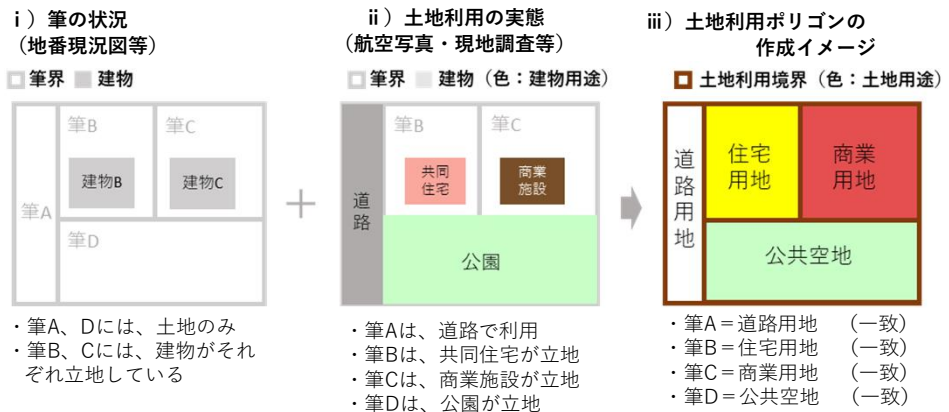 ⅰ）筆の状況
（地番現況図等）
筆界 建物
筆B
筆C
建物B
建物C
筆A
筆D
・筆A、Dには、土地のみ
・筆B、Cには、建物がそれ
ぞれ立地している
＋
ⅱ）土地利用の実態
（航空写真・現地調査等）
筆界 建物（色：建物用途）
筆B
筆C
共同
住宅
商業
施設
道路
公園
・筆Aは、道路で利用
・筆Bは、共同住宅が立地
・筆Cは、商業施設が立地
・筆Dは、公園が立地
ⅲ）土地利用ポリゴンの
作成イメージ
土地利用境界（色：土地用途）
道路用地
住宅
用地
商業
用地
公共空地
・筆A＝道路用地 （一致）
・筆B＝住宅用地 （一致）
・筆C＝商業用地 （一致）
・筆D＝公共空地 （一致）